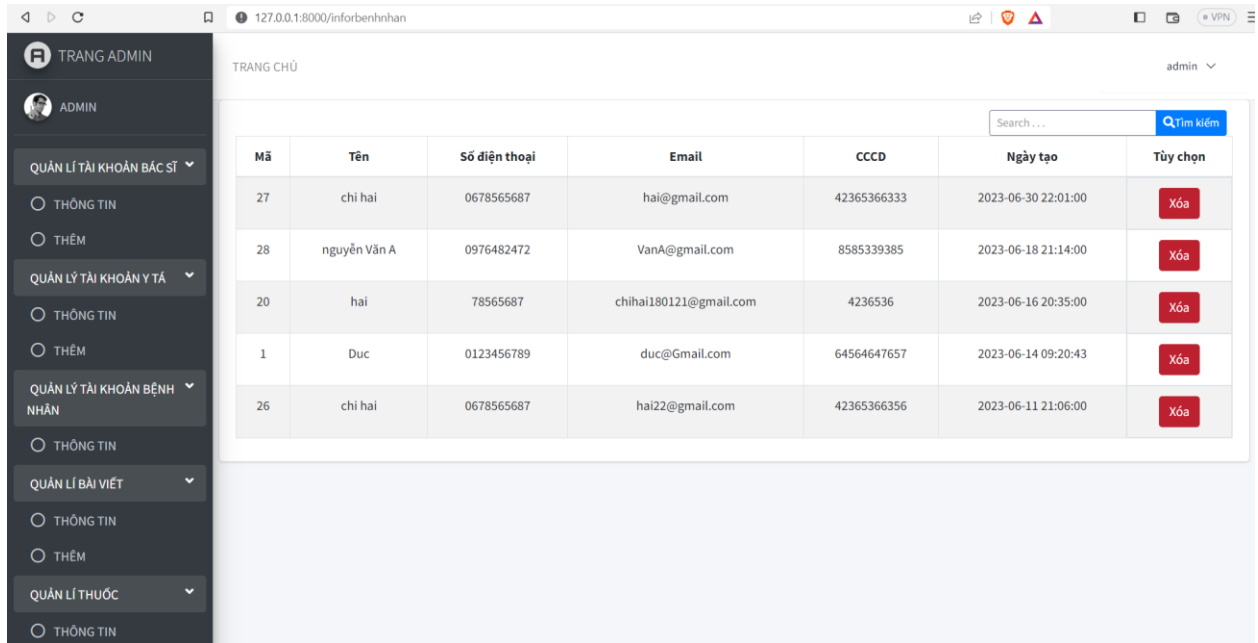 127.0.0.1:8000/inforbenhnhan
VPN
TRANG ADMIN
TRANG CHỦ
admin
ADMIN
Search . . .
Tìm kiếm
QUẢN LÍ TÀI KHOẢN BÁC SĨ
THÔNG TIN
THÊM
QUẢN LÝ TÀI KHOẢN Y TÁ
THÔNG TIN
THÊM
QUẢN LÝ TÀI KHOẢN BỆNH
NHÂN
THÔNG TIN
QUẢN LÍ BÀI VIẾT
THÔNG TIN
THÊM
QUẢN LÍ THUỐC
THÔNG TIN
Mã Tên Số điện thoại Email CCCD Ngày tạo Tùy chọn
27 chi hai 0678565687 hai@gmail.com 42365366333 2023-06-30 22:01:00 Xóa
28 nguyễn Văn A 0976482472 VanA@gmail.com 8585339385 2023-06-18 21:14:00 Xóa
20 hai 78565687 chihai180121@gmail.com 4236536 2023-06-16 20:35:00 Xóa
1 Duc 0123456789 duc@Gmail.com 64564647657 2023-06-14 09:20:43 Xóa
26 chi hai 0678565687 hai22@gmail.com 42365366356 2023-06-11 21:06:00 Xóa